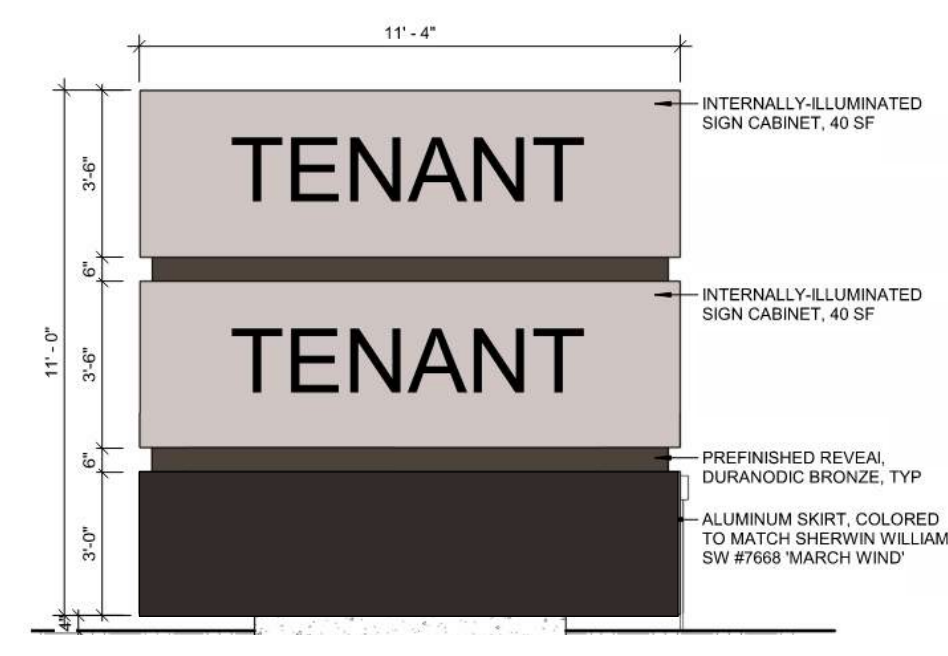 11' - 4"
INTERNALLY-ILLUMINATED
SIGN CABINET, 40 SF
TENANT
3'-6"
6"
INTERNALLY-ILLUMINATED
SIGN CABINET, 40 SF
TENANT
11' - 0"
3'-6"
6"
PREFINISHED REVEAI,
DURANODIC BRONZE, TYP
3'-0"
ALUMINUM SKIRT, COLORED
TO MATCH SHERWIN WILLIAM
SW #7668 'MARCH WIND'
4"